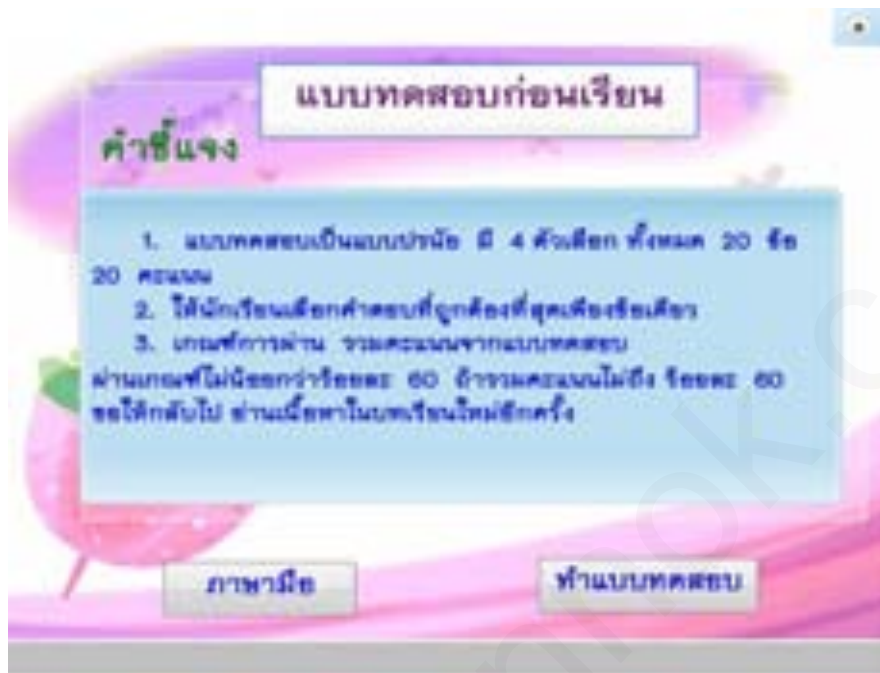 แบบทดสอบก่อนเรียน
คำชี้แจง
1. แบบทดสอบเป็นแบบปรนัย มี 4 ตัวเลือก ทั้งหมด 20 ข้อ
20 คะแนน
2. ให้นักเรียนเลือกคำตอบที่ถูกต้องที่สุดเพียงข้อเดียว
3. เกณฑ์การผ่าน รวมคะแนนจากแบบทดสอบ
ผ่านเกณฑ์ไม่น้อยกว่าร้อยละ 60 ถ้ารวมคะแนนไม่ถึง ร้อยละ 60
ขอให้กลับไป อ่านเนื้อหาในบทเรียนใหม่อีกครั้ง
ภาษามือ
ทำแบบทดสอบ